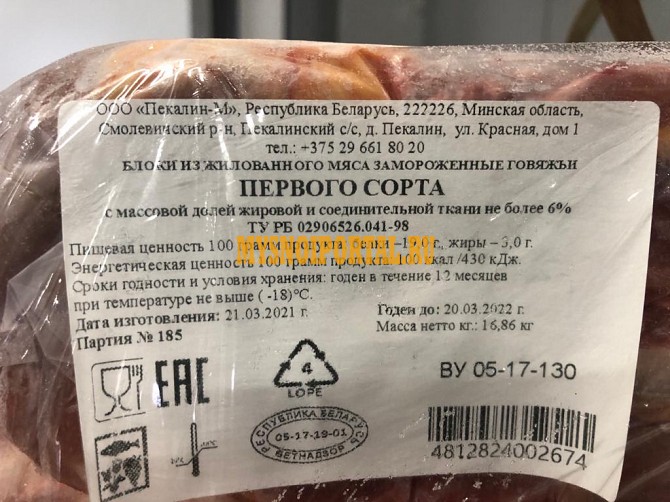 ООО «Пекалин-М», Республика Беларусь, 222226, Минская область,
Смолевичский р-н, Пекалинский с/с, д. Пекалин, ул. Красная, дом 1
тел.: +375 29 661 80 20
БЛОКИ ИЗ ЖИЛОВАННОГО МЯСА ЗАМОРОЖЕННЫЕ ГОВЯЖЬИ
ПЕРВОГО СОРТА
с массовой долей жировой и соединительной ткани не более 6%
ТУ РБ 02906526.041-98
Пищевая ценность 100 грамм продукта: белки г., жиры – 3,0 г.
Энергетическая ценность 100 грамм продукта 100 ккал /430 кДж.
Сроки годности и условия хранения: годен в течение 12 месяцев
при температуре не выше ( -18)°С.
Дата изготовления: 21.03.2021 г.
Годен до: 20.03.2022 г.
Партия № 185
Масса нетто кг.: 16,86 кг
EAC
4
LDPE
ВУ 05-17-130
РЕСПУБЛИКА БЕЛАРУСЬ
05-17-19-01
ВЕТНАДЗОР
4812824002674